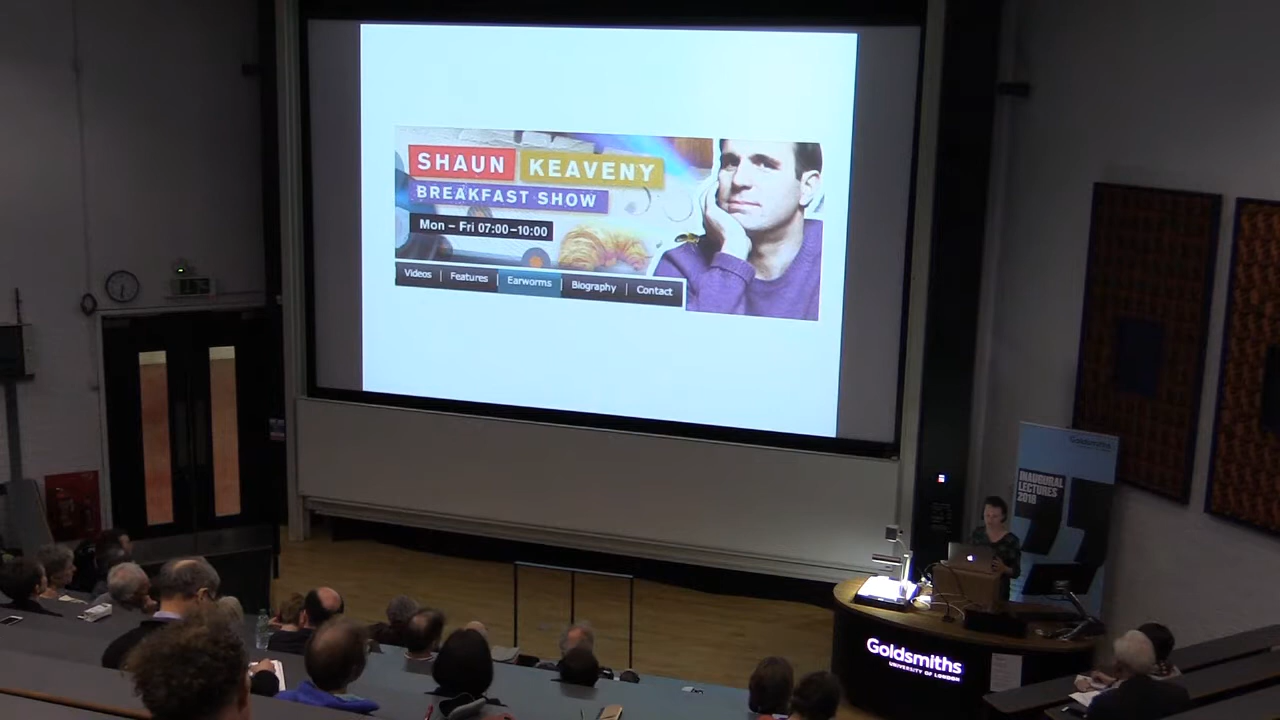 SHAUN KEAVENY
BREAKFAST SHOW
Mon – Fri 07:00–10:00
Videos | Features | Earworms | Biography | Contact
Goldsmiths
INAUGURAL
LECTURES
2018
Goldsmiths
UNIVERSITY OF LONDON